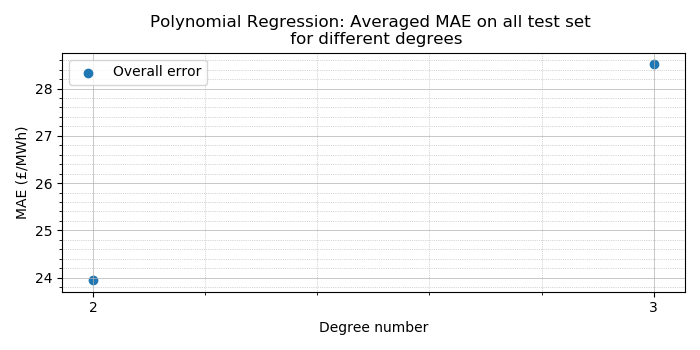 Polynomial Regression: Averaged MAE on all test set
for different degrees
Overall error
MAE (£/MWh)
28
27
26
25
24
2
3
Degree number